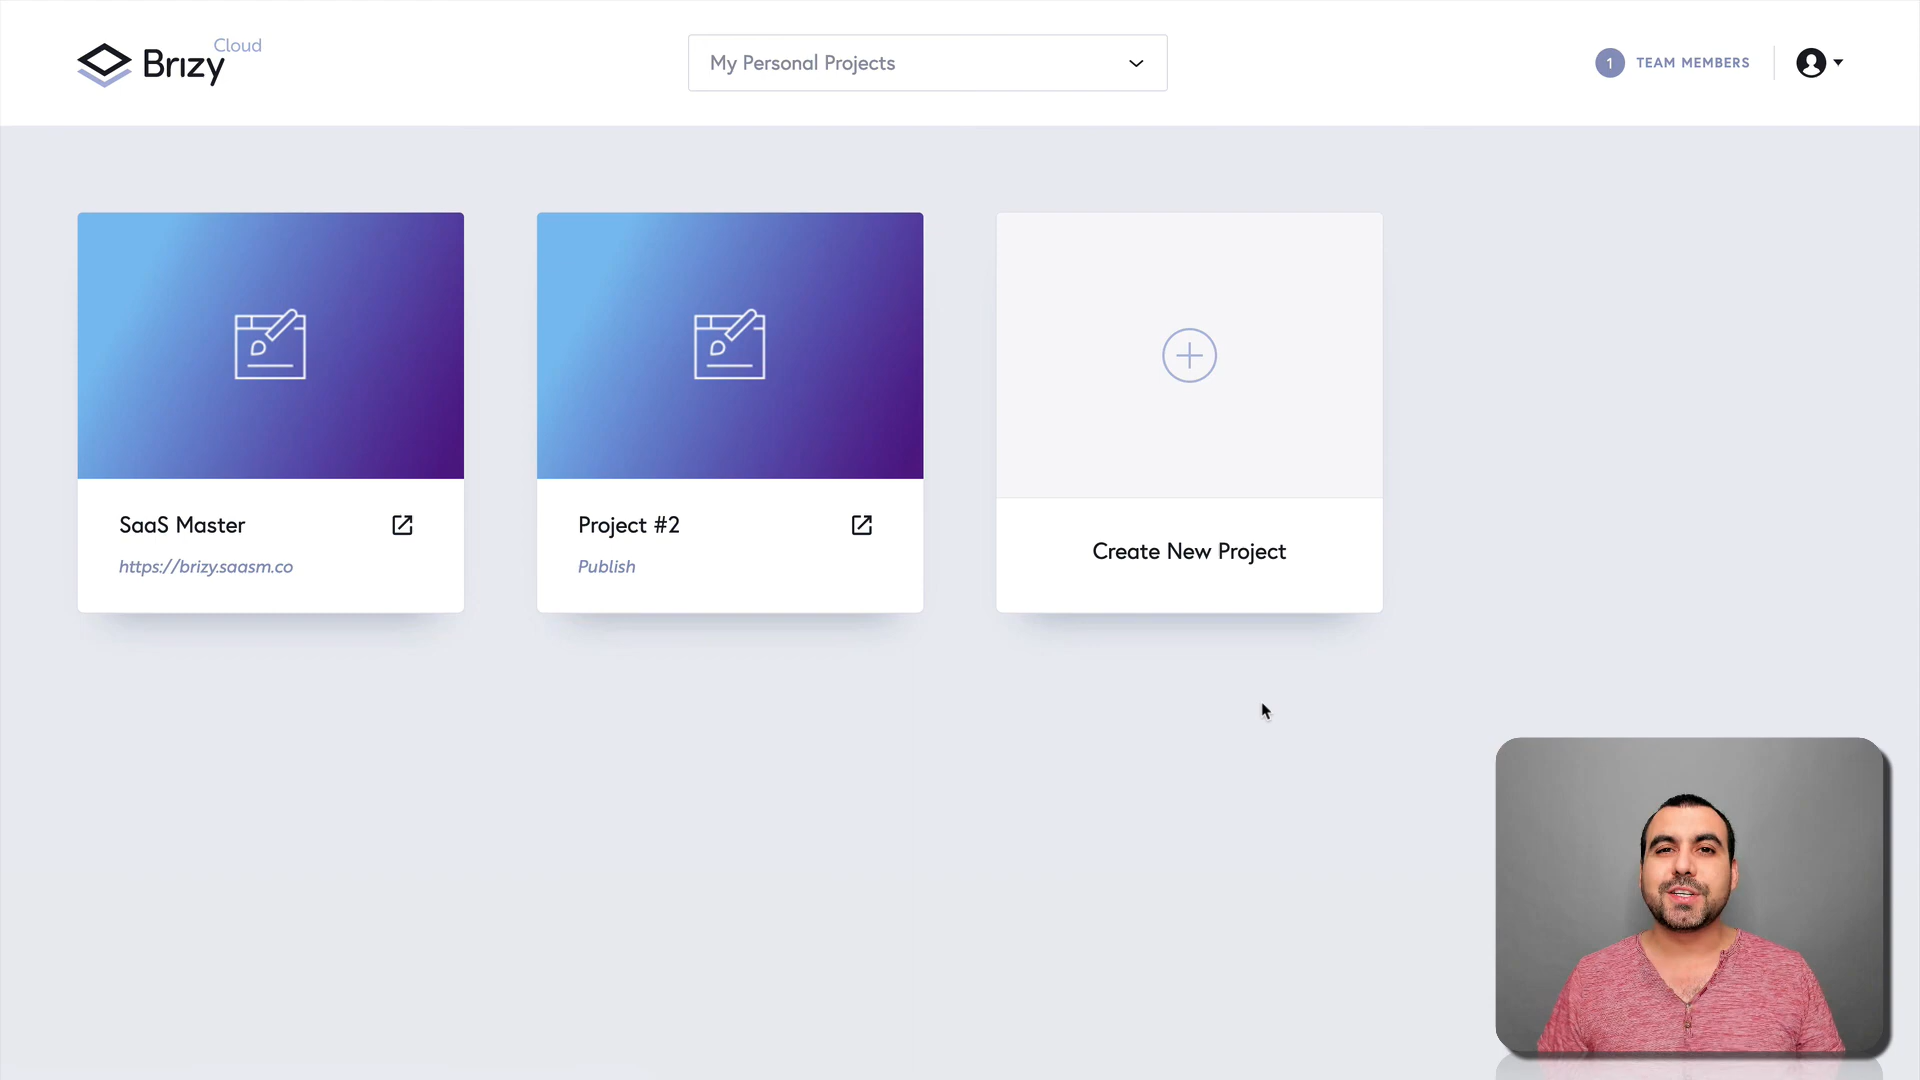 Brizy Cloud
My Personal Projects
1 TEAM MEMBERS
SaaS Master
https://brizy.saasm.co
Project #2
Publish
Create New Project